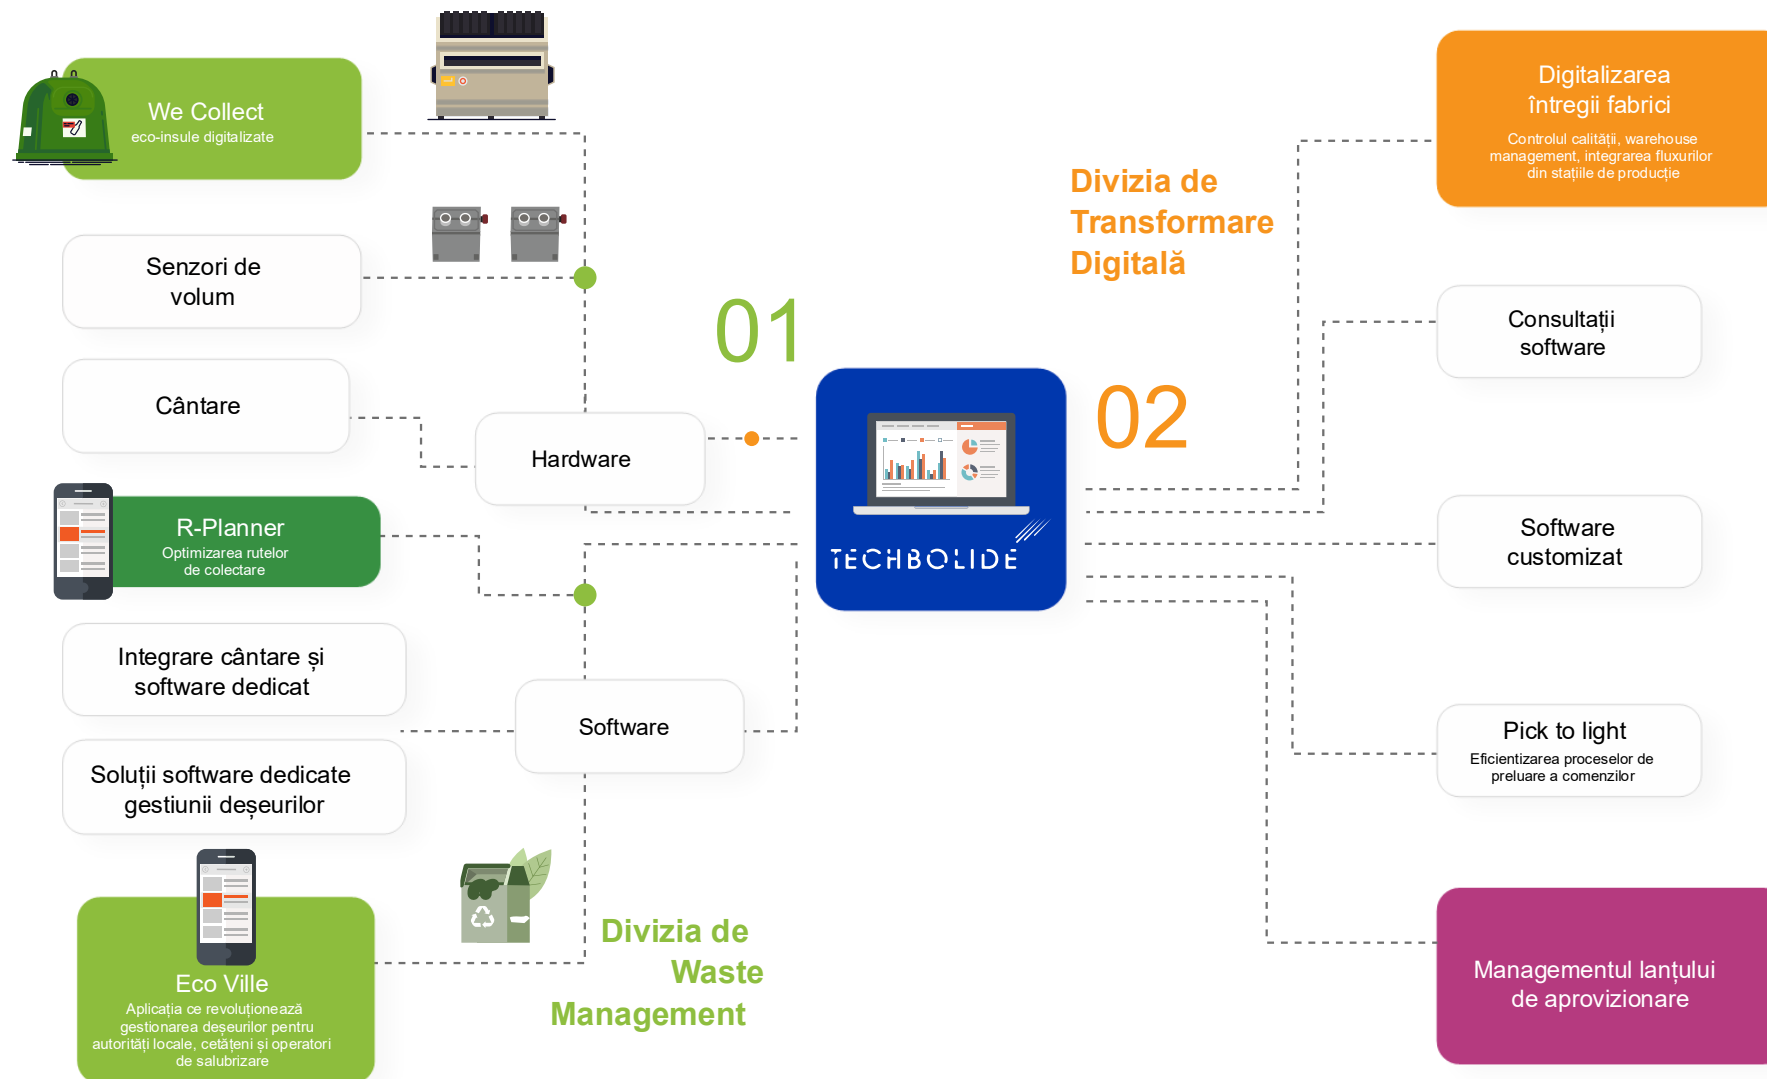 We Collect
eco-insule digitalizate
Senzori de
volum
Cântare
Hardware
R-Planner
Optimizarea rutelor
de colectare
Integrare cântare și
software dedicat
Software
Soluții software dedicate
gestiunii deșeurilor
Eco Ville
Aplicația ce revoluționează
gestionarea deșeurilor pentru
autorități locale, cetățeni și operatori
de salubrizare
01
Divizia de
Waste
Management
TECHBOLIDE
02
Divizia de
Transformare
Digitală
Digitalizarea
întregii fabrici
Controlul calității, warehouse
management, integrarea fluxurilor
din stațiile de producție
Consultații
software
Software
customizat
Pick to light
Eficientizarea proceselor de
preluare a comenzilor
Managementul lanțului
de aprovizionare